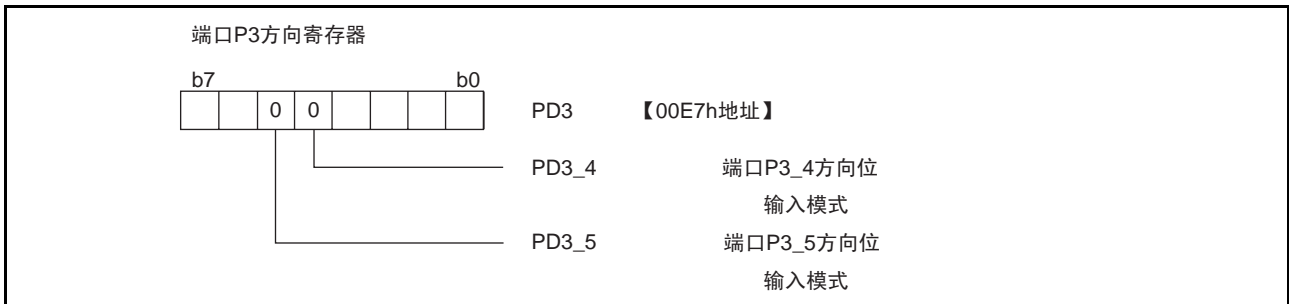 端口P3方向寄存器
b7 b0
0 0 PD3 【00E7h地址】
PD3_4 端口P3_4方向位
输入模式
PD3_5 端口P3_5方向位
输入模式